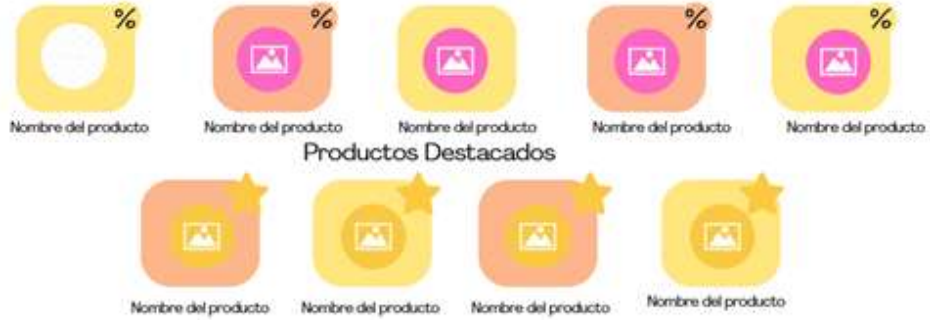 % % % %
Nombre del producto Nombre del producto Nombre del producto Nombre del producto Nombre del producto
Productos Destacados
Nombre del producto Nombre del producto Nombre del producto Nombre del producto